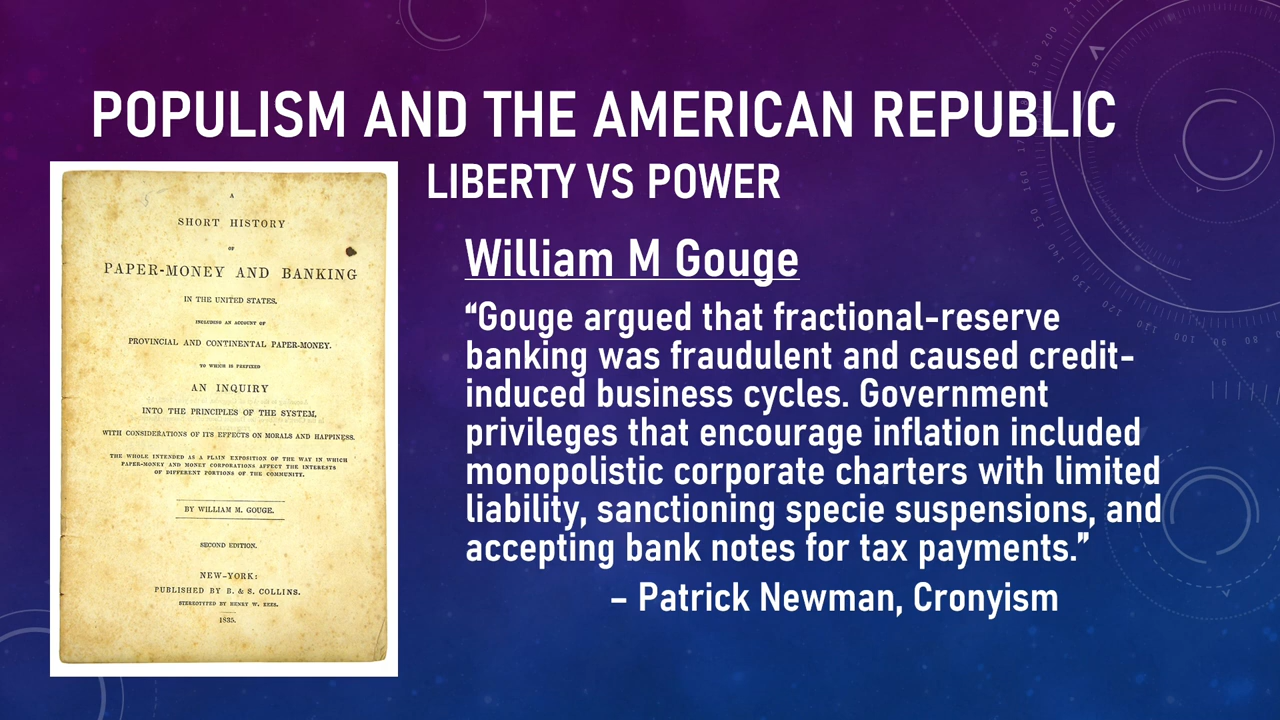 POPULISM AND THE AMERICAN REPUBLIC
LIBERTY VS POWER
A
SHORT HISTORY
OF
PAPER-MONEY AND BANKING
IN THE UNITED STATES,
INCLUDING AN ACCOUNT OF
PROVINCIAL AND CONTINENTAL PAPER-MONEY.
TO WHICH IS PREFIXED
AN INQUIRY
INTO THE PRINCIPLES OF THE SYSTEM,
WITH CONSIDERATIONS OF ITS EFFECTS ON MORALS AND HAPPINESS.
THE WHOLE INTENDED AS A PLAIN EXPOSITION OF THE WAY IN WHICH
PAPER-MONEY AND MONEY CORPORATIONS AFFECT THE INTERESTS
OF DIFFERENT PORTIONS OF THE COMMUNITY.
BY WILLIAM M. GOUGE.
SECOND EDITION.
NEW-YORK:
PUBLISHED BY B. & S. COLLINS.
STEREOTYPED BY HENRY W. REES.
1835.
William M Gouge
“Gouge argued that fractional-reserve
banking was fraudulent and caused credit-
induced business cycles. Government
privileges that encourage inflation included
monopolistic corporate charters with limited
liability, sanctioning specie suspensions, and
accepting bank notes for tax payments.”
– Patrick Newman, Cronyism